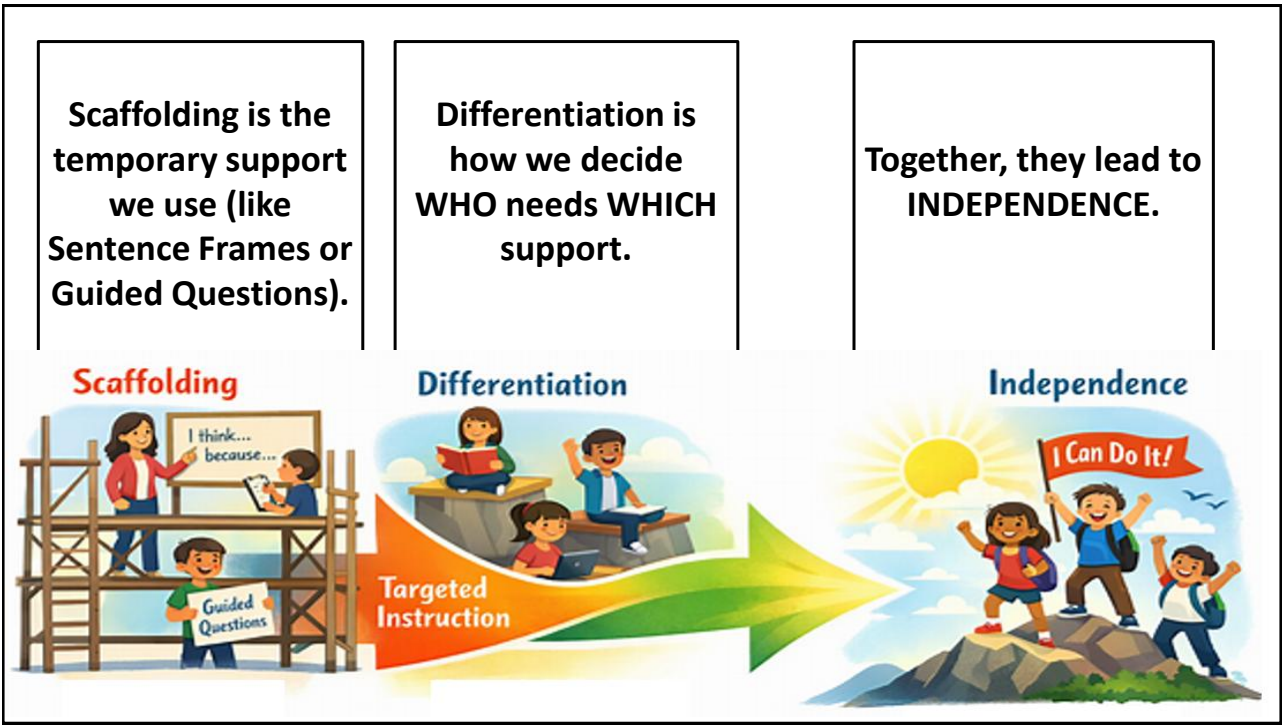 Scaffolding is the
temporary support
we use (like
Sentence Frames or
Guided Questions).
Differentiation is
how we decide
WHO needs WHICH
support.
Together, they lead to
INDEPENDENCE.
Scaffolding
I think...
because...
Guided
Questions
Differentiation
Targeted
Instruction
Independence
I Can Do It!